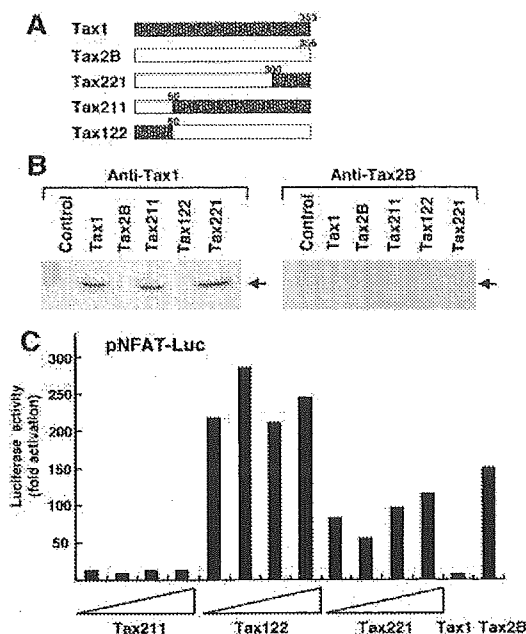 A
Tax1
353
Tax2B
356
Tax221
300
Tax211
60
Tax122
60
B
Anti-Tax1
Anti-Tax2B
Control
Tax1
Tax2B
Tax211
Tax122
Tax221
Control
Tax1
Tax2B
Tax211
Tax122
Tax221
C
pNFAT-Luc
Luciferase activity
(fold activation)
300
250
200
150
100
50
Tax211
Tax122
Tax221
Tax1 Tax2B